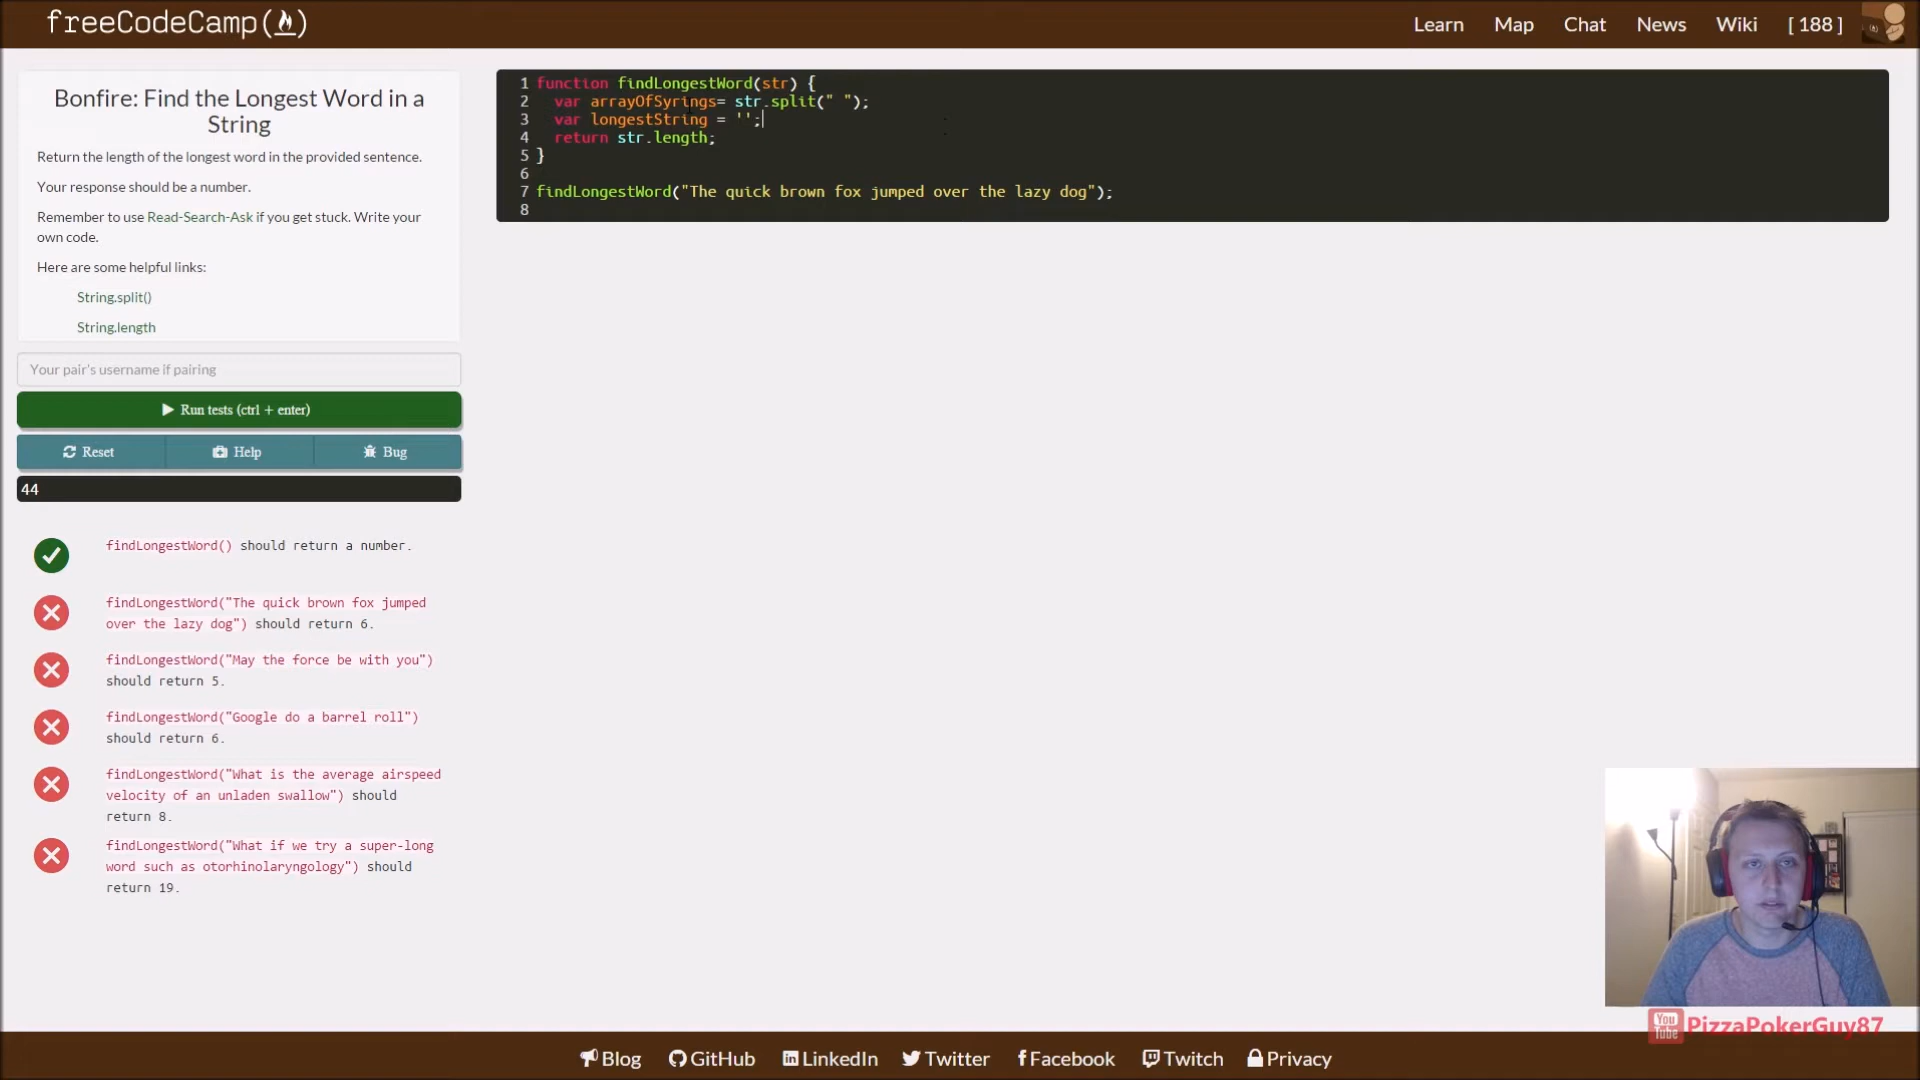 freeCodeCamp(🔥)
Learn Map Chat News Wiki [ 188 ]
Bonfire: Find the Longest Word in a
String
Return the length of the longest word in the provided sentence.
Your response should be a number.
Remember to use Read-Search-Ask if you get stuck. Write your
own code.
Here are some helpful links:
String.split()
String.length
Your pair's username if pairing
Run tests (ctrl + enter)
Reset Help Bug
44
findLongestWord() should return a number.
findLongestWord("The quick brown fox jumped
over the lazy dog") should return 6.
findLongestWord("May the force be with you")
should return 5.
findLongestWord("Google do a barrel roll")
should return 6.
findLongestWord("What is the average airspeed
velocity of an unladen swallow") should
return 8.
findLongestWord("What if we try a super-long
word such as otorhinolaryngology") should
return 19.
1 function findLongestWord(str) {
2 var arrayOfSyrings= str.split(" ");
3 var longestString = '';
4 return str.length;
5 }
6
7 findLongestWord("The quick brown fox jumped over the lazy dog");
8
You Tube PizzaPokerGuy87
Blog GitHub LinkedIn Twitter Facebook Twitch Privacy